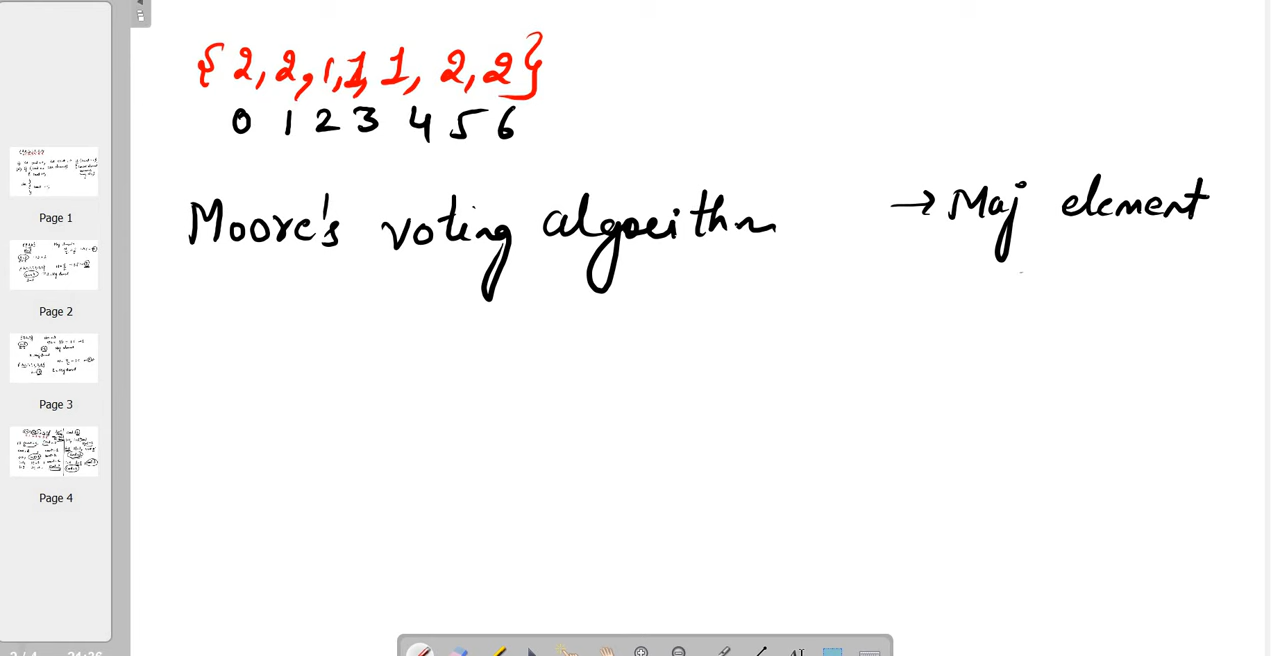 {2, 2, 1, 1, 1, 2, 2}
0 1 2 3 4 5 6
Moore's voting algorithm → Maj element
Page 1
Page 2
Page 3
Page 4